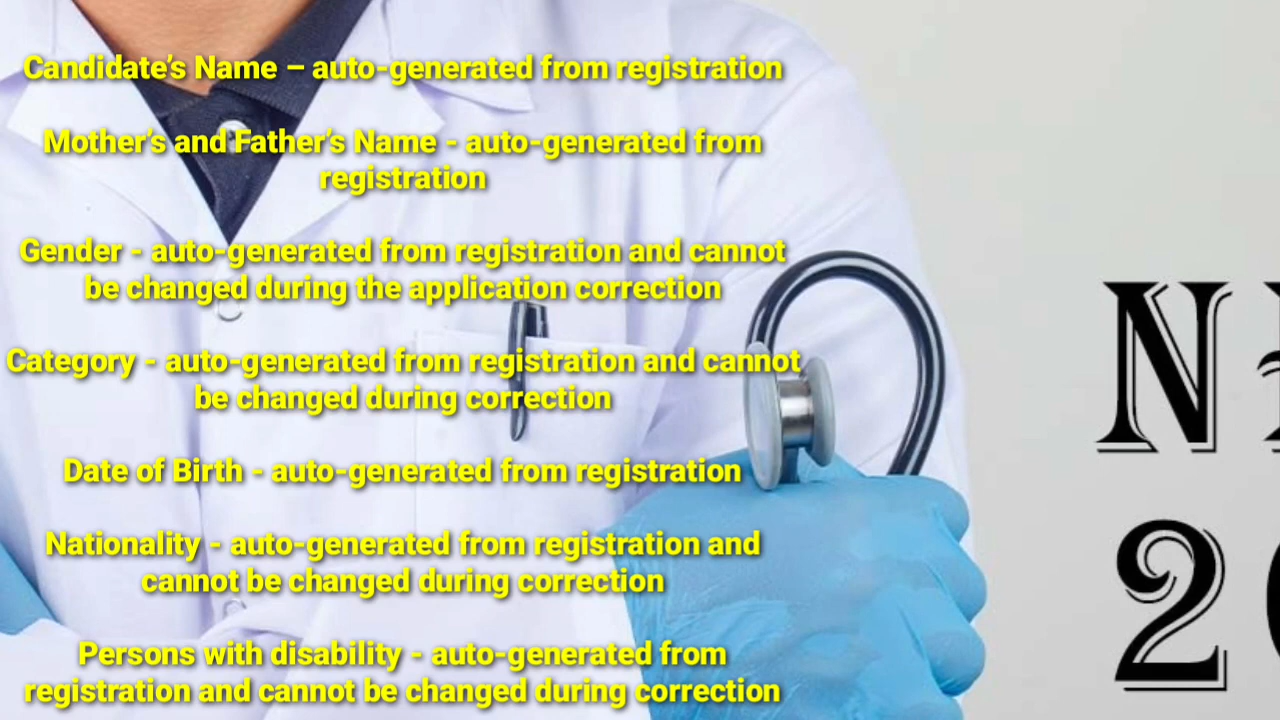 Candidate's Name – auto-generated from registration
Mother's and Father's Name - auto-generated from
registration
Gender - auto-generated from registration and cannot
be changed during the application correction
Category - auto-generated from registration and cannot
be changed during correction
Date of Birth - auto-generated from registration
Nationality - auto-generated from registration and
cannot be changed during correction
Persons with disability - auto-generated from
registration and cannot be changed during correction